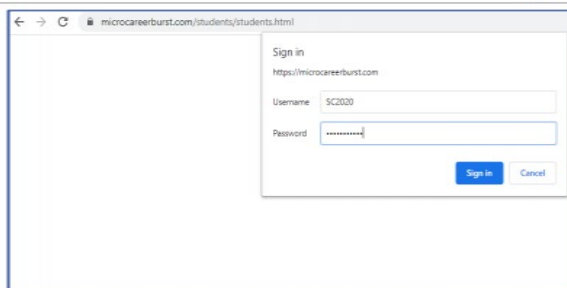 microcareerburst.com/students/students.html
Sign in
https://microcareerburst.com
Username SC2020
Password •••••••••••
Sign in Cancel